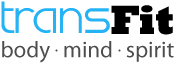 transFit
body · mind · spirit